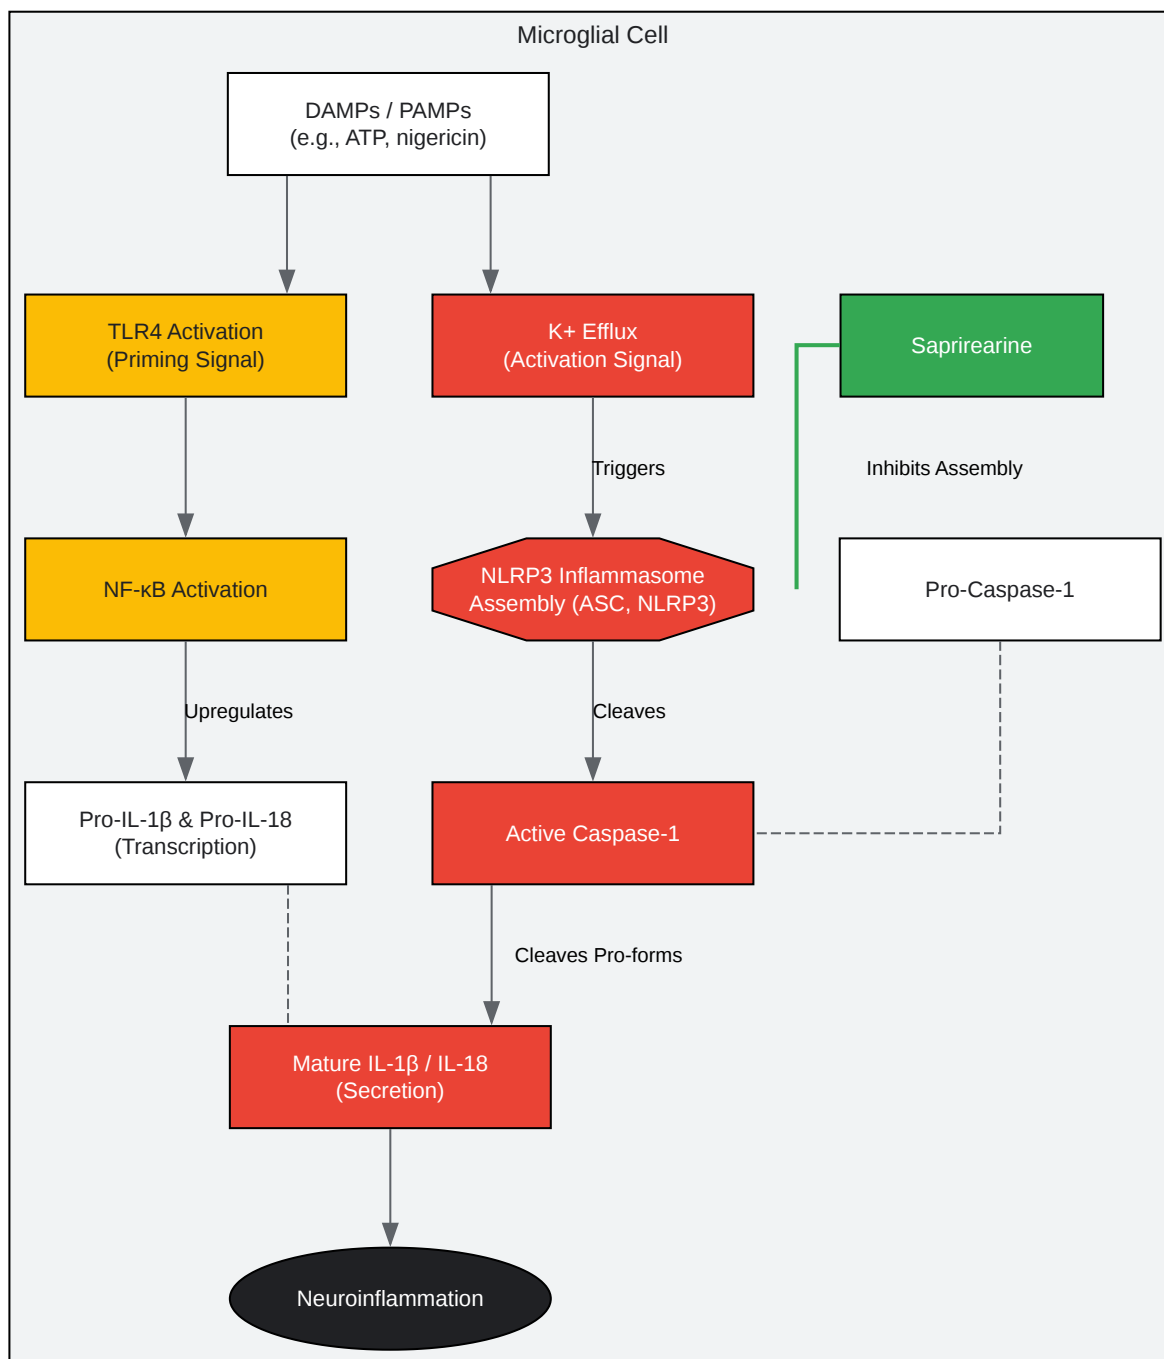 Microglial Cell
DAMPs / PAMPs
(e.g., ATP, nigericin)
TLR4 Activation
(Priming Signal)
K+ Efflux
(Activation Signal)
Saprirearine
Triggers
Inhibits Assembly
NF-κB Activation
NLRP3 Inflammasome
Assembly (ASC, NLRP3)
Pro-Caspase-1
Upregulates
Cleaves
Pro-IL-1β & Pro-IL-18
(Transcription)
Active Caspase-1
Cleaves Pro-forms
Mature IL-1β / IL-18
(Secretion)
Neuroinflammation